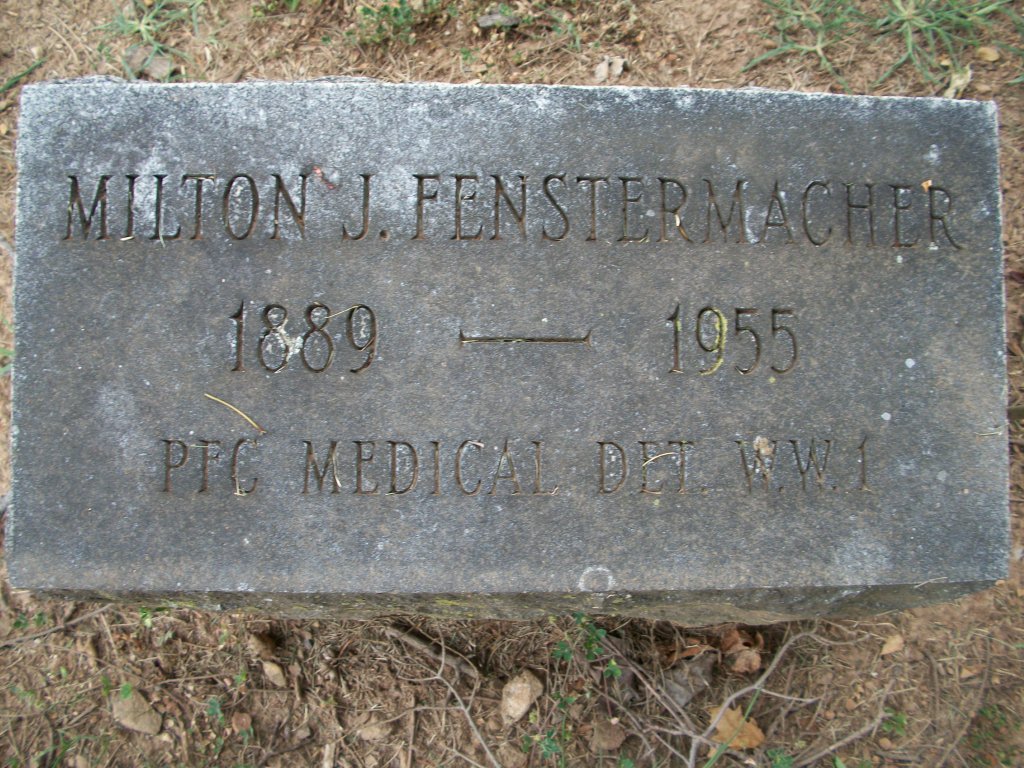 MILTON J. FENSTERMACHER
1889 — 1955
PFC MEDICAL DET. W.W. 1